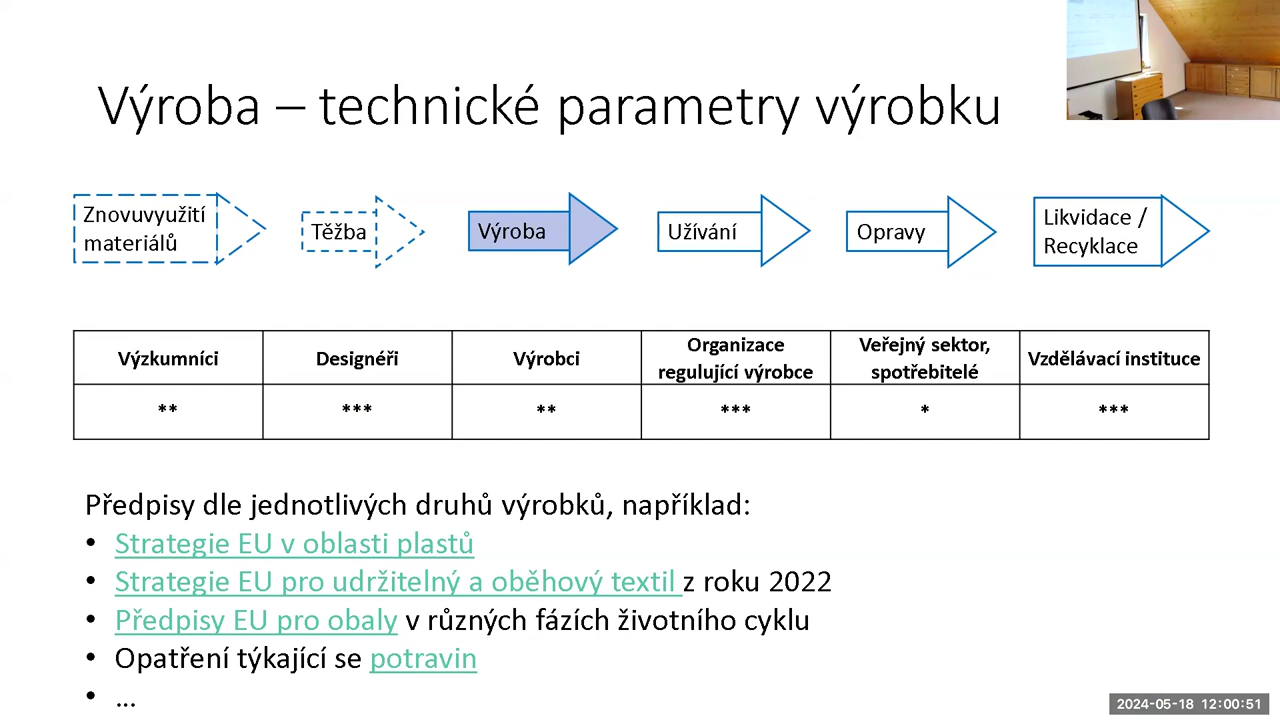 Výroba – technické parametry výrobku
Znovuvyužití
materiálů
Těžba
Výroba
Užívání
Opravy
Likvidace /
Recyklace
Výzkumníci
Designéři
Výrobci
Organizace
regulující výrobce
Veřejný sektor,
spotřebitelé
Vzdělávací instituce
**
***
**
***
*
***
Předpisy dle jednotlivých druhů výrobků, například:
• Strategie EU v oblasti plastů
• Strategie EU pro udržitelný a oběhový textil z roku 2022
• Předpisy EU pro obaly v různých fázích životního cyklu
• Opatření týkající se potravin
• ...
2024-05-18 12:00:51